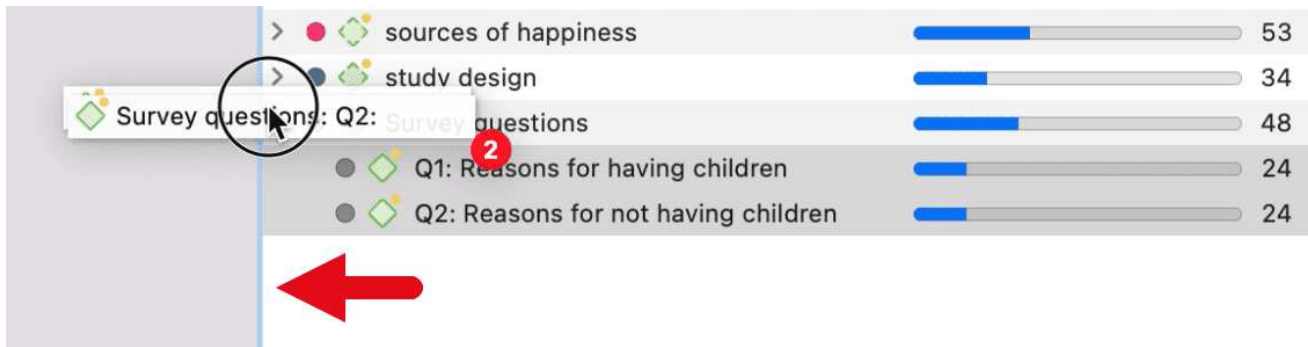 sources of happiness 53
study design 34
Survey questions: Q2:
Survey questions 48
2
Q1: Reasons for having children 24
Q2: Reasons for not having children 24